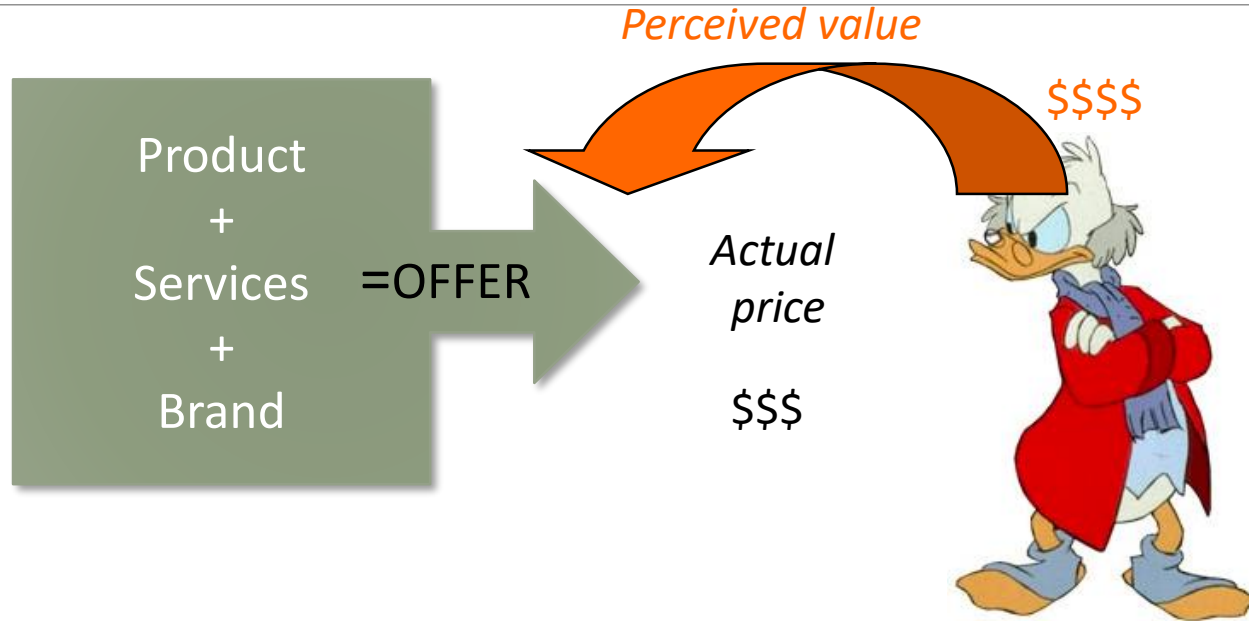 Perceived value
$$$$
Product
+
Services
+
Brand
=OFFER
Actual
price
$$$